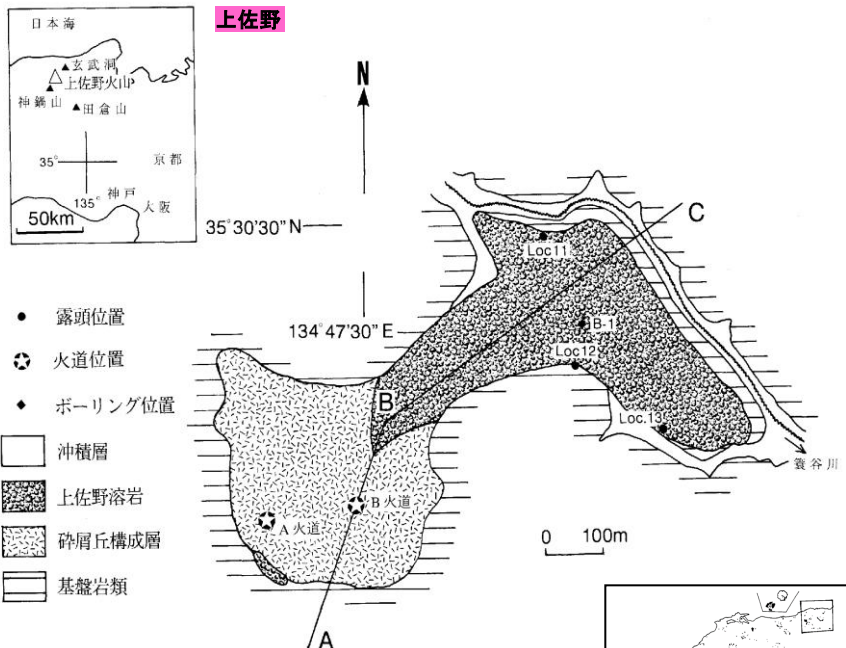 上佐野
日本海
玄武洞
上佐野火山
神鍋山
田倉山
35°
京都
135°
神戸
大阪
50km
N
35°30'30"N
C
Loc11
134°47'30"E
B-1
Loc12
B
Loc.13
簑谷川
A火道
B火道
A
0 100m
露頭位置
火道位置
ボーリング位置
沖積層
上佐野溶岩
砕屑丘構成層
基盤岩類